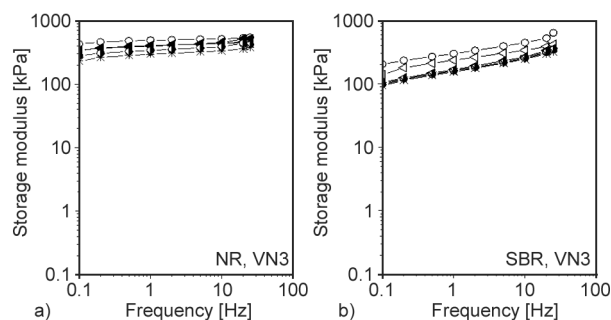 1000
100
10
1
0.1
Storage modulus [kPa]
NR, VN3
0.1
1
10
100
a)
Frequency [Hz]
1000
100
10
1
0.1
Storage modulus [kPa]
SBR, VN3
0.1
1
10
100
b)
Frequency [Hz]